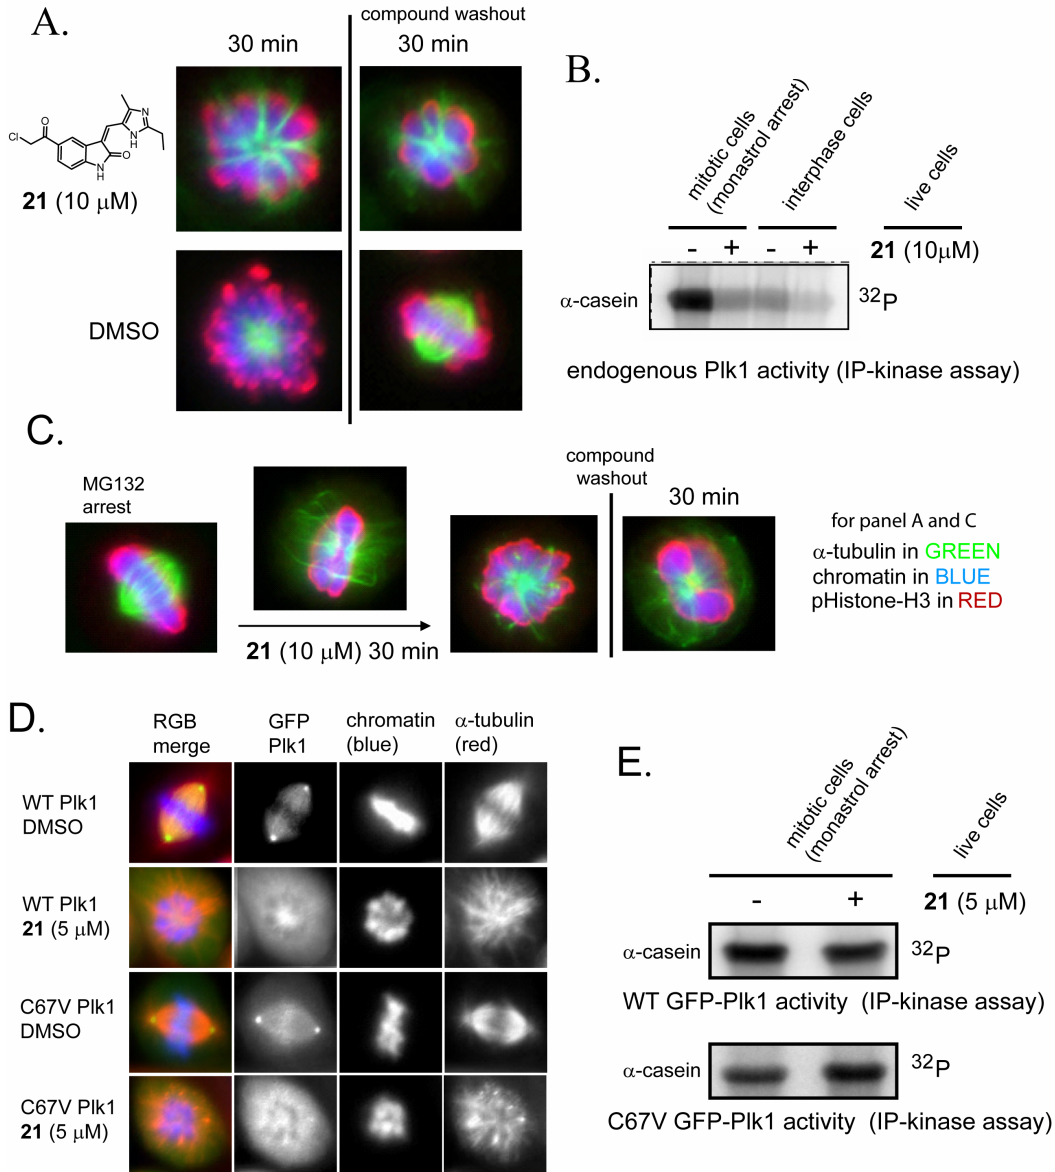 A.
compound washout
30 min
30 min
Cl
O
O
N
H
N
H
N
21 (10 μM)
DMSO
B.
mitotic cells
(monastrol arrest)
interphase cells
live cells
- + - + 21 (10μM)
α-casein
32P
endogenous Plk1 activity (IP-kinase assay)
C.
MG132
arrest
21 (10 μM) 30 min
compound
washout
30 min
for panel A and C
α-tubulin in GREEN
chromatin in BLUE
pHistone-H3 in RED
D.
RGB
merge
GFP
Plk1
chromatin
(blue)
α-tubulin
(red)
WT Plk1
DMSO
WT Plk1
21 (5 μM)
C67V Plk1
DMSO
C67V Plk1
21 (5 μM)
E.
mitotic cells
(monastrol arrest)
live cells
- + 21 (5 μM)
α-casein
32P
WT GFP-Plk1 activity (IP-kinase assay)
α-casein
32P
C67V GFP-Plk1 activity (IP-kinase assay)